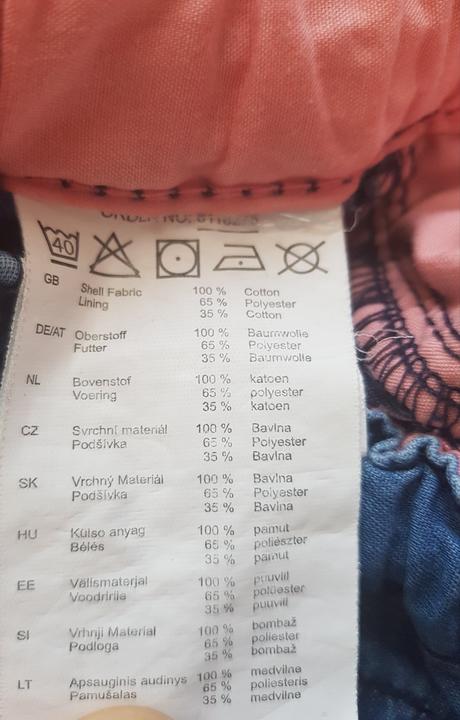 ORDER NO: 
40
GB Shell Fabric 100 % Cotton
Lining 65 % Polyester
35 % Cotton
DE/AT Oberstoff 100 % Baumwolle
Futter 65 % Polyester
35 % Baumwolle
NL Bovenstof 100 % katoen
Voering 65 % polyester
35 % katoen
CZ Svrchní materiál 100 % Bavlna
Podšívka 65 % Polyester
35 % Bavlna
SK Vrchný Materiál 100 % Bavlna
Podšívka 65 % Polyester
35 % Bavlna
HU Külso anyag 100 % pamut
Bélés 65 % poliészter
35 % pamut
EE Välismaterjal 100 % puuvill
Voodririie 65 % polüester
35 % puuvill
SI Vrhnji Material 100 % bombaž
Podloga 65 % poliester
35 % bombaž
LT Apsauginis audinys 100 % medvilne
Pamušalas 65 % poliesteris
35 % medvilne